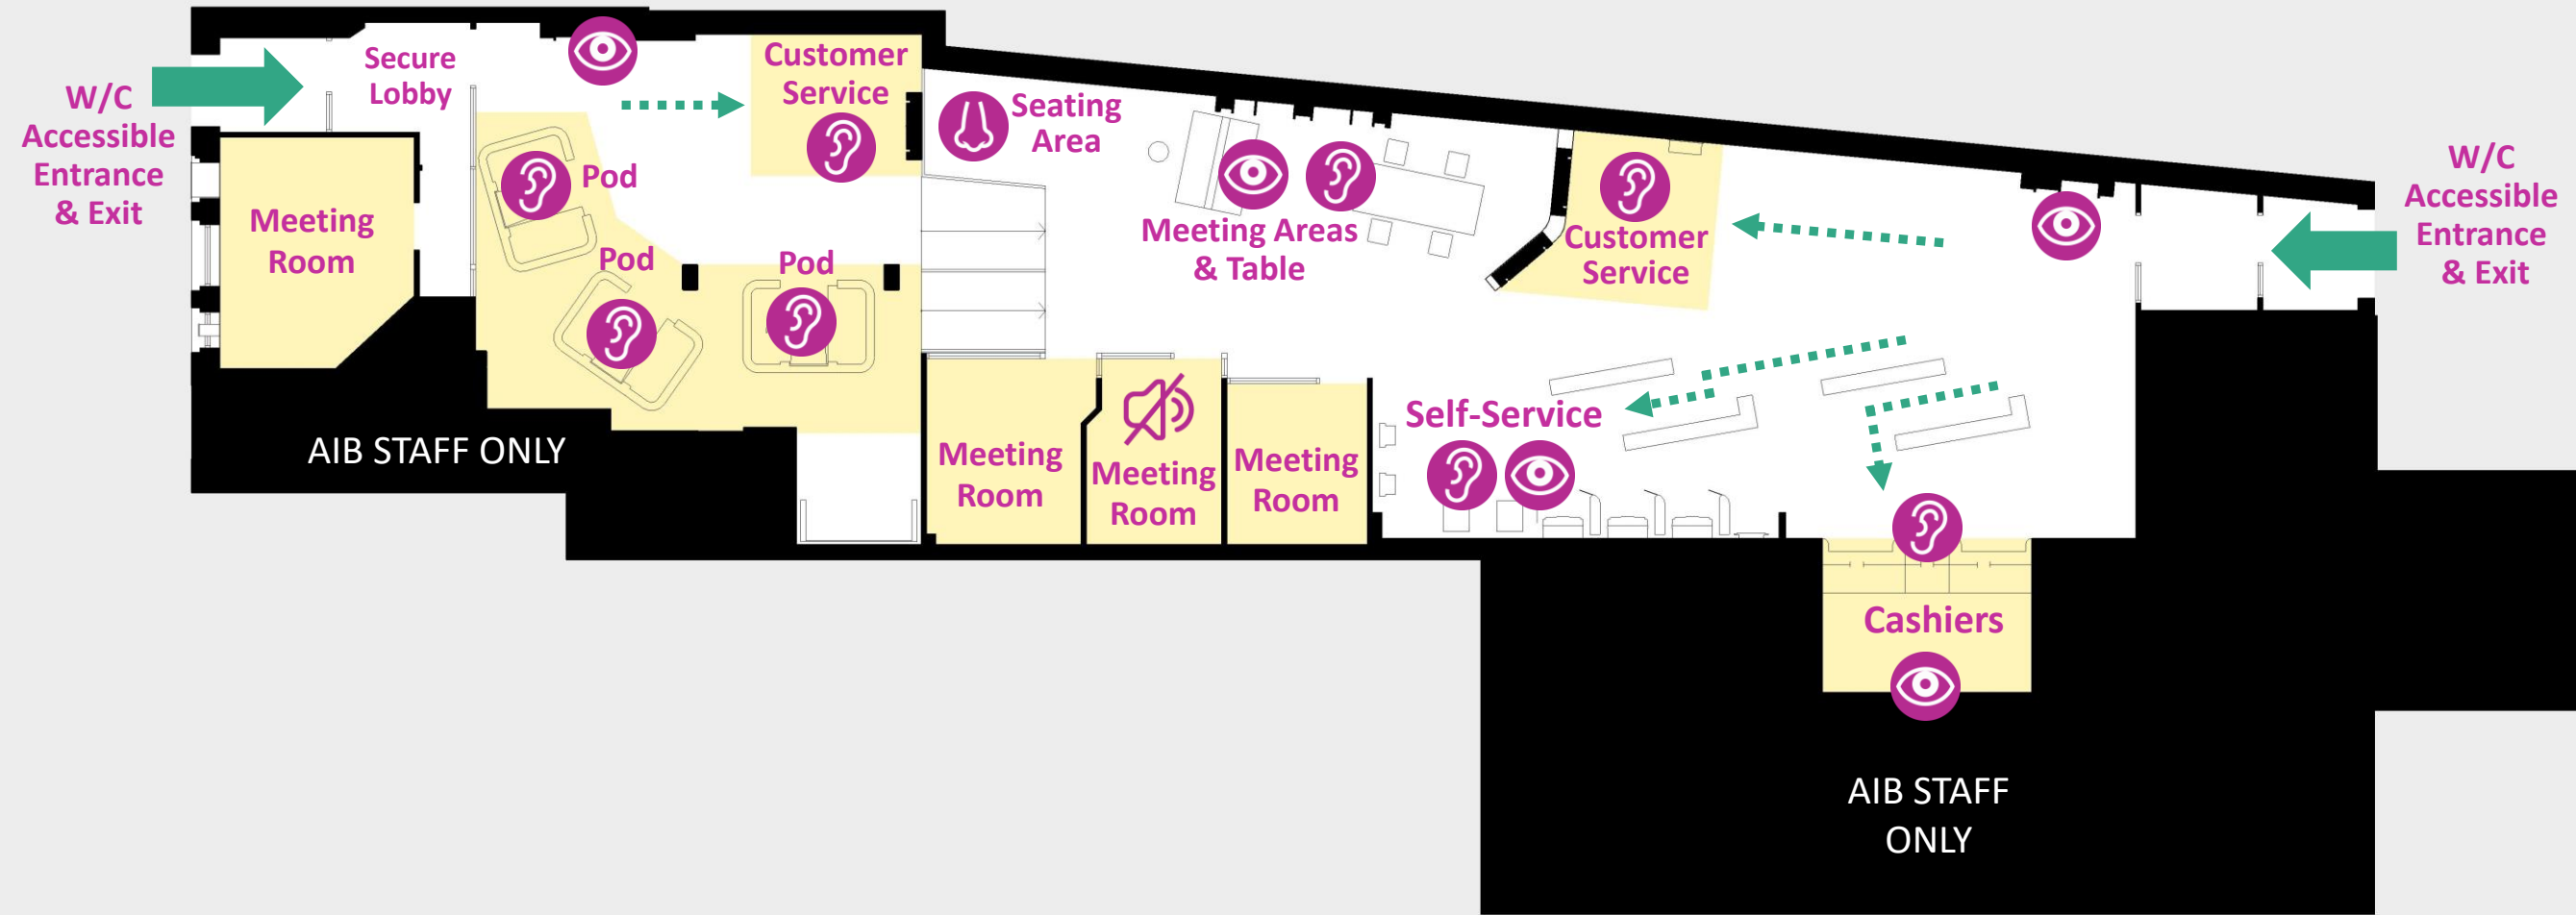 W/C
Accessible
Entrance
& Exit
Secure
Lobby
Meeting
Room
Customer
Service
Pod
Pod
Pod
AIB STAFF ONLY
Seating
Area
Meeting Areas
& Table
Customer
Service
W/C
Accessible
Entrance
& Exit
Meeting
Room
Meeting
Room
Meeting
Room
Self-Service
Cashiers
AIB STAFF
ONLY